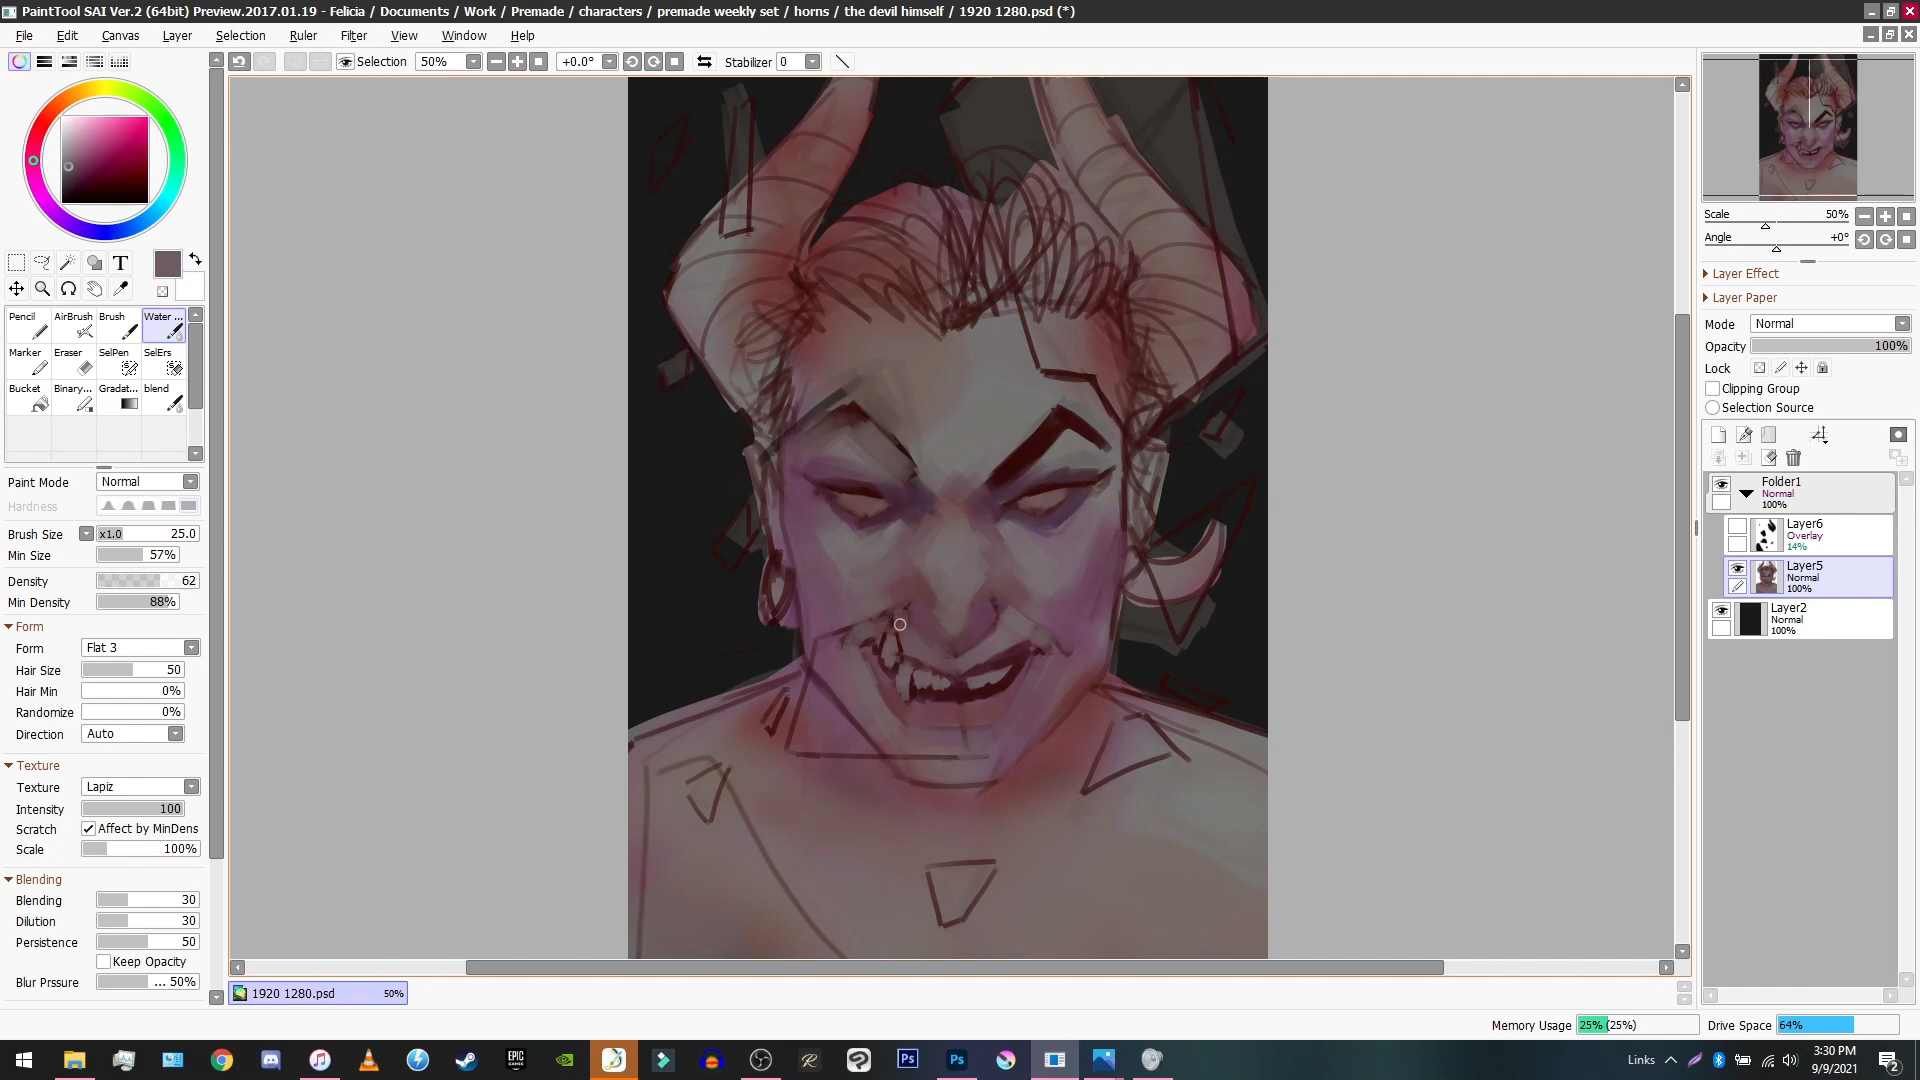 PaintTool SAI Ver.2 (64bit) Preview.2017.01.19 - Felicia / Documents / Work / Premade / characters / premade weekly set / horns / the devil himself / 1920 1280.psd (*)
File Edit Canvas Layer Selection Ruler Filter View Window Help
Selection 50% +0.0° Stabilizer 0
Scale 50%
Angle +0°
Layer Effect
Layer Paper
Mode Normal
Opacity 100%
Lock
Clipping Group
Selection Source
Folder1
Normal
100%
Layer6
Overlay
14%
Layer5
Normal
100%
Layer2
Normal
100%
T
Pencil AirBrush Brush Water ...
Marker Eraser SelPen SelErs
Bucket Binary... Gradat... blend
Paint Mode Normal
Hardness
Brush Size x1.0 25.0
Min Size 57%
Density 62
Min Density 88%
Form
Form Flat 3
Hair Size 50
Hair Min 0%
Randomize 0%
Direction Auto
Texture
Texture Lapiz
Intensity 100
Scratch Affect by MinDens
Scale 100%
Blending
Blending 30
Dilution 30
Persistence 50
Keep Opacity
Blur Prssure ... 50%
1920 1280.psd 50%
Memory Usage 25% (25%) Drive Space 64%
EPIC
GAMES
Ps
Ps
Links
3:30 PM
9/9/2021
2